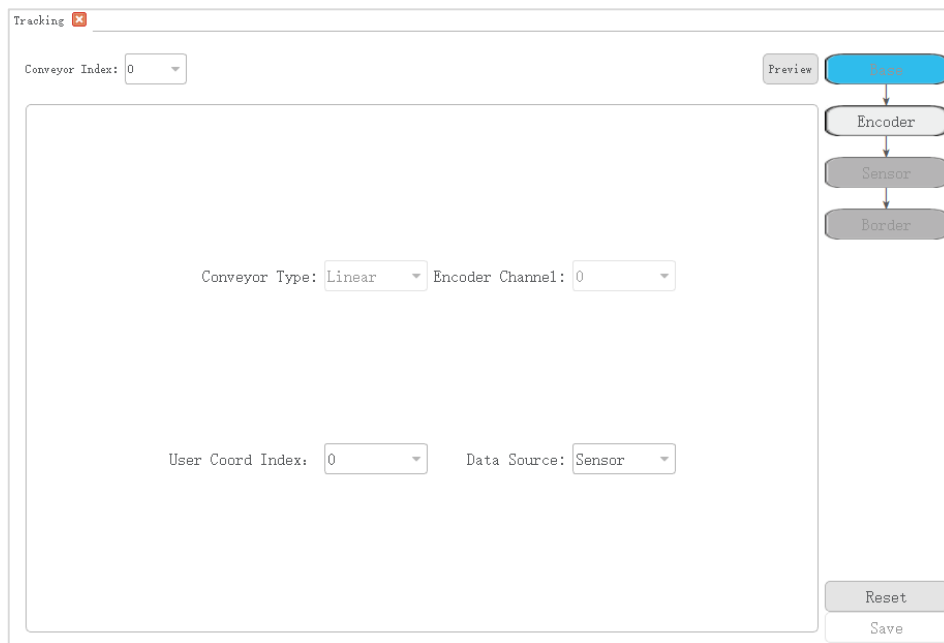 Tracking
Conveyor Index: 0
Preview
Base
Encoder
Sensor
Border
Conveyor Type: Linear Encoder Channel: 0
User Coord Index: 0 Data Source: Sensor
Reset
Save